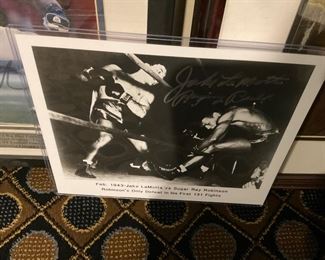 Jake LaMotta
Feb. 1943-Jake LaMotta vs Sugar Ray Robinson
Robinson's Only Defeat in his First 131 Fights